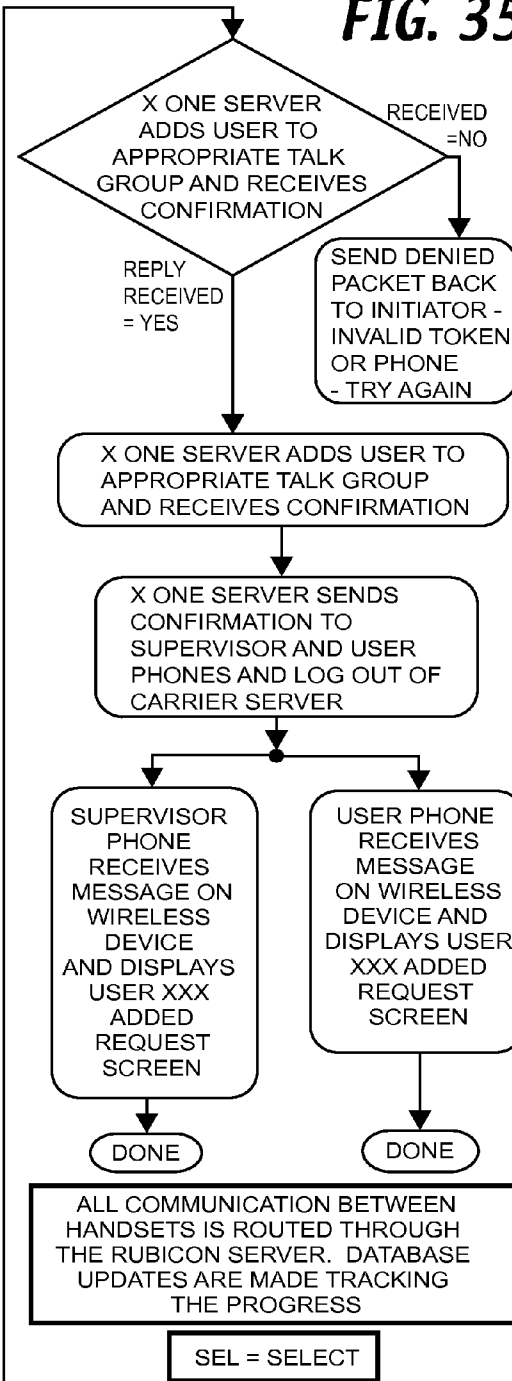 FIG. 35
X ONE SERVER
ADDS USER TO
APPROPRIATE TALK
GROUP AND RECEIVES
CONFIRMATION
RECEIVED
=NO
REPLY
RECEIVED
= YES
SEND DENIED
PACKET BACK
TO INITIATOR -
INVALID TOKEN
OR PHONE
- TRY AGAIN
X ONE SERVER ADDS USER TO
APPROPRIATE TALK GROUP
AND RECEIVES CONFIRMATION
X ONE SERVER SENDS
CONFIRMATION TO
SUPERVISOR AND USER
PHONES AND LOG OUT OF
CARRIER SERVER
SUPERVISOR
PHONE
RECEIVES
MESSAGE ON
WIRELESS
DEVICE
AND DISPLAYS
USER XXX
ADDED
REQUEST
SCREEN
USER PHONE
RECEIVES
MESSAGE
ON WIRELESS
DEVICE AND
DISPLAYS USER
XXX ADDED
REQUEST
SCREEN
DONE
DONE
ALL COMMUNICATION BETWEEN
HANDSETS IS ROUTED THROUGH
THE RUBICON SERVER. DATABASE
UPDATES ARE MADE TRACKING
THE PROGRESS
SEL = SELECT